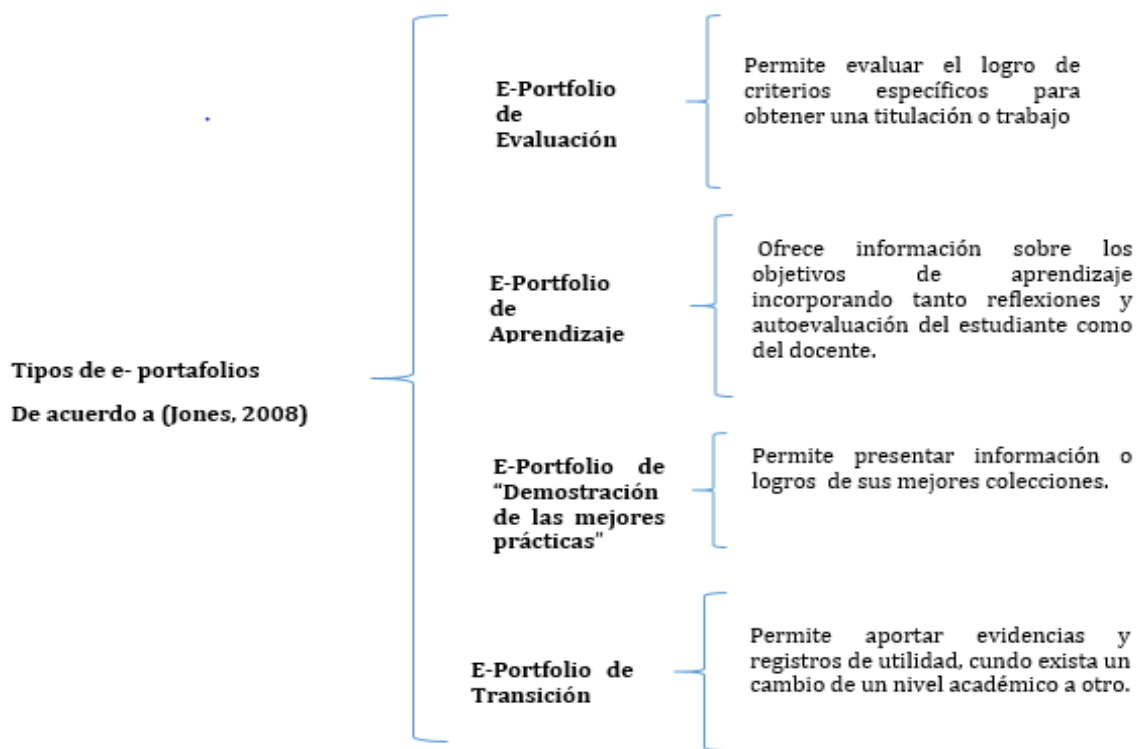 Tipos de e- portafolios
De acuerdo a (Jones, 2008)
E-Portfolio
de
Evaluación
Permite evaluar el logro de
criterios específicos para
obtener una titulación o trabajo
E-Portfolio
de
Aprendizaje
Ofrece información sobre los
objetivos de aprendizaje
incorporando tanto reflexiones y
autoevaluación del estudiante como
del docente.
E-Portfolio de
“Demostración
de las mejores
prácticas”
Permite presentar información o
logros de sus mejores colecciones.
E-Portfolio de
Transición
Permite aportar evidencias y
registros de utilidad, cundo exista un
cambio de un nivel académico a otro.